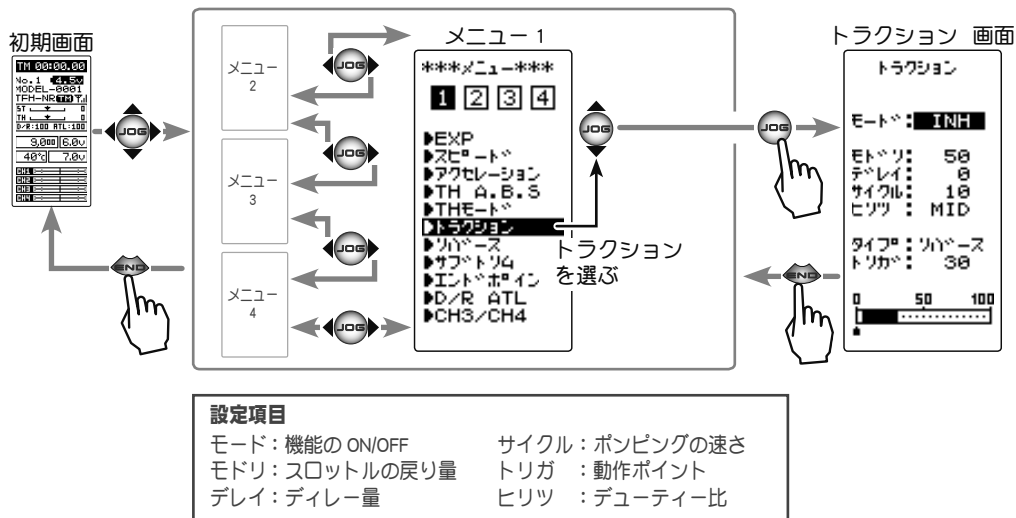 初期画面
TM 00:00.00
No.1 4.5v
MODEL-0001
TFH-NR TM
ST 0
TH 0
D/R:100 ATL:100
9,000 6.0v
40℃ 7.0v
CH1
CH2
CH3
CH4
END
JOG
メニュー
2
メニュー
3
メニュー
4
JOG
JOG
JOG
JOG
メニュー 1
***メニュー***
1 2 3 4
▶EXP
▶スピード
▶アクセレーション
▶TH A.B.S
▶THモード
▶トラクション
▶リバース
▶サブトリム
▶エンドポイン
▶D/R ATL
▶CH3/CH4
JOG
トラクション
を選ぶ
JOG
END
トラクション 画面
トラクション
モード: INH
モドリ: 50
デレイ: 0
サイクル: 10
ヒリツ : MID
タイプ: リバース
トリガ: 30
0 50 100
設定項目
モード：機能の ON/OFF
モドリ：スロットルの戻り量
デレイ：ディレー量
サイクル：ポンピングの速さ
トリガ ：動作ポイント
ヒリツ ：デューティー比